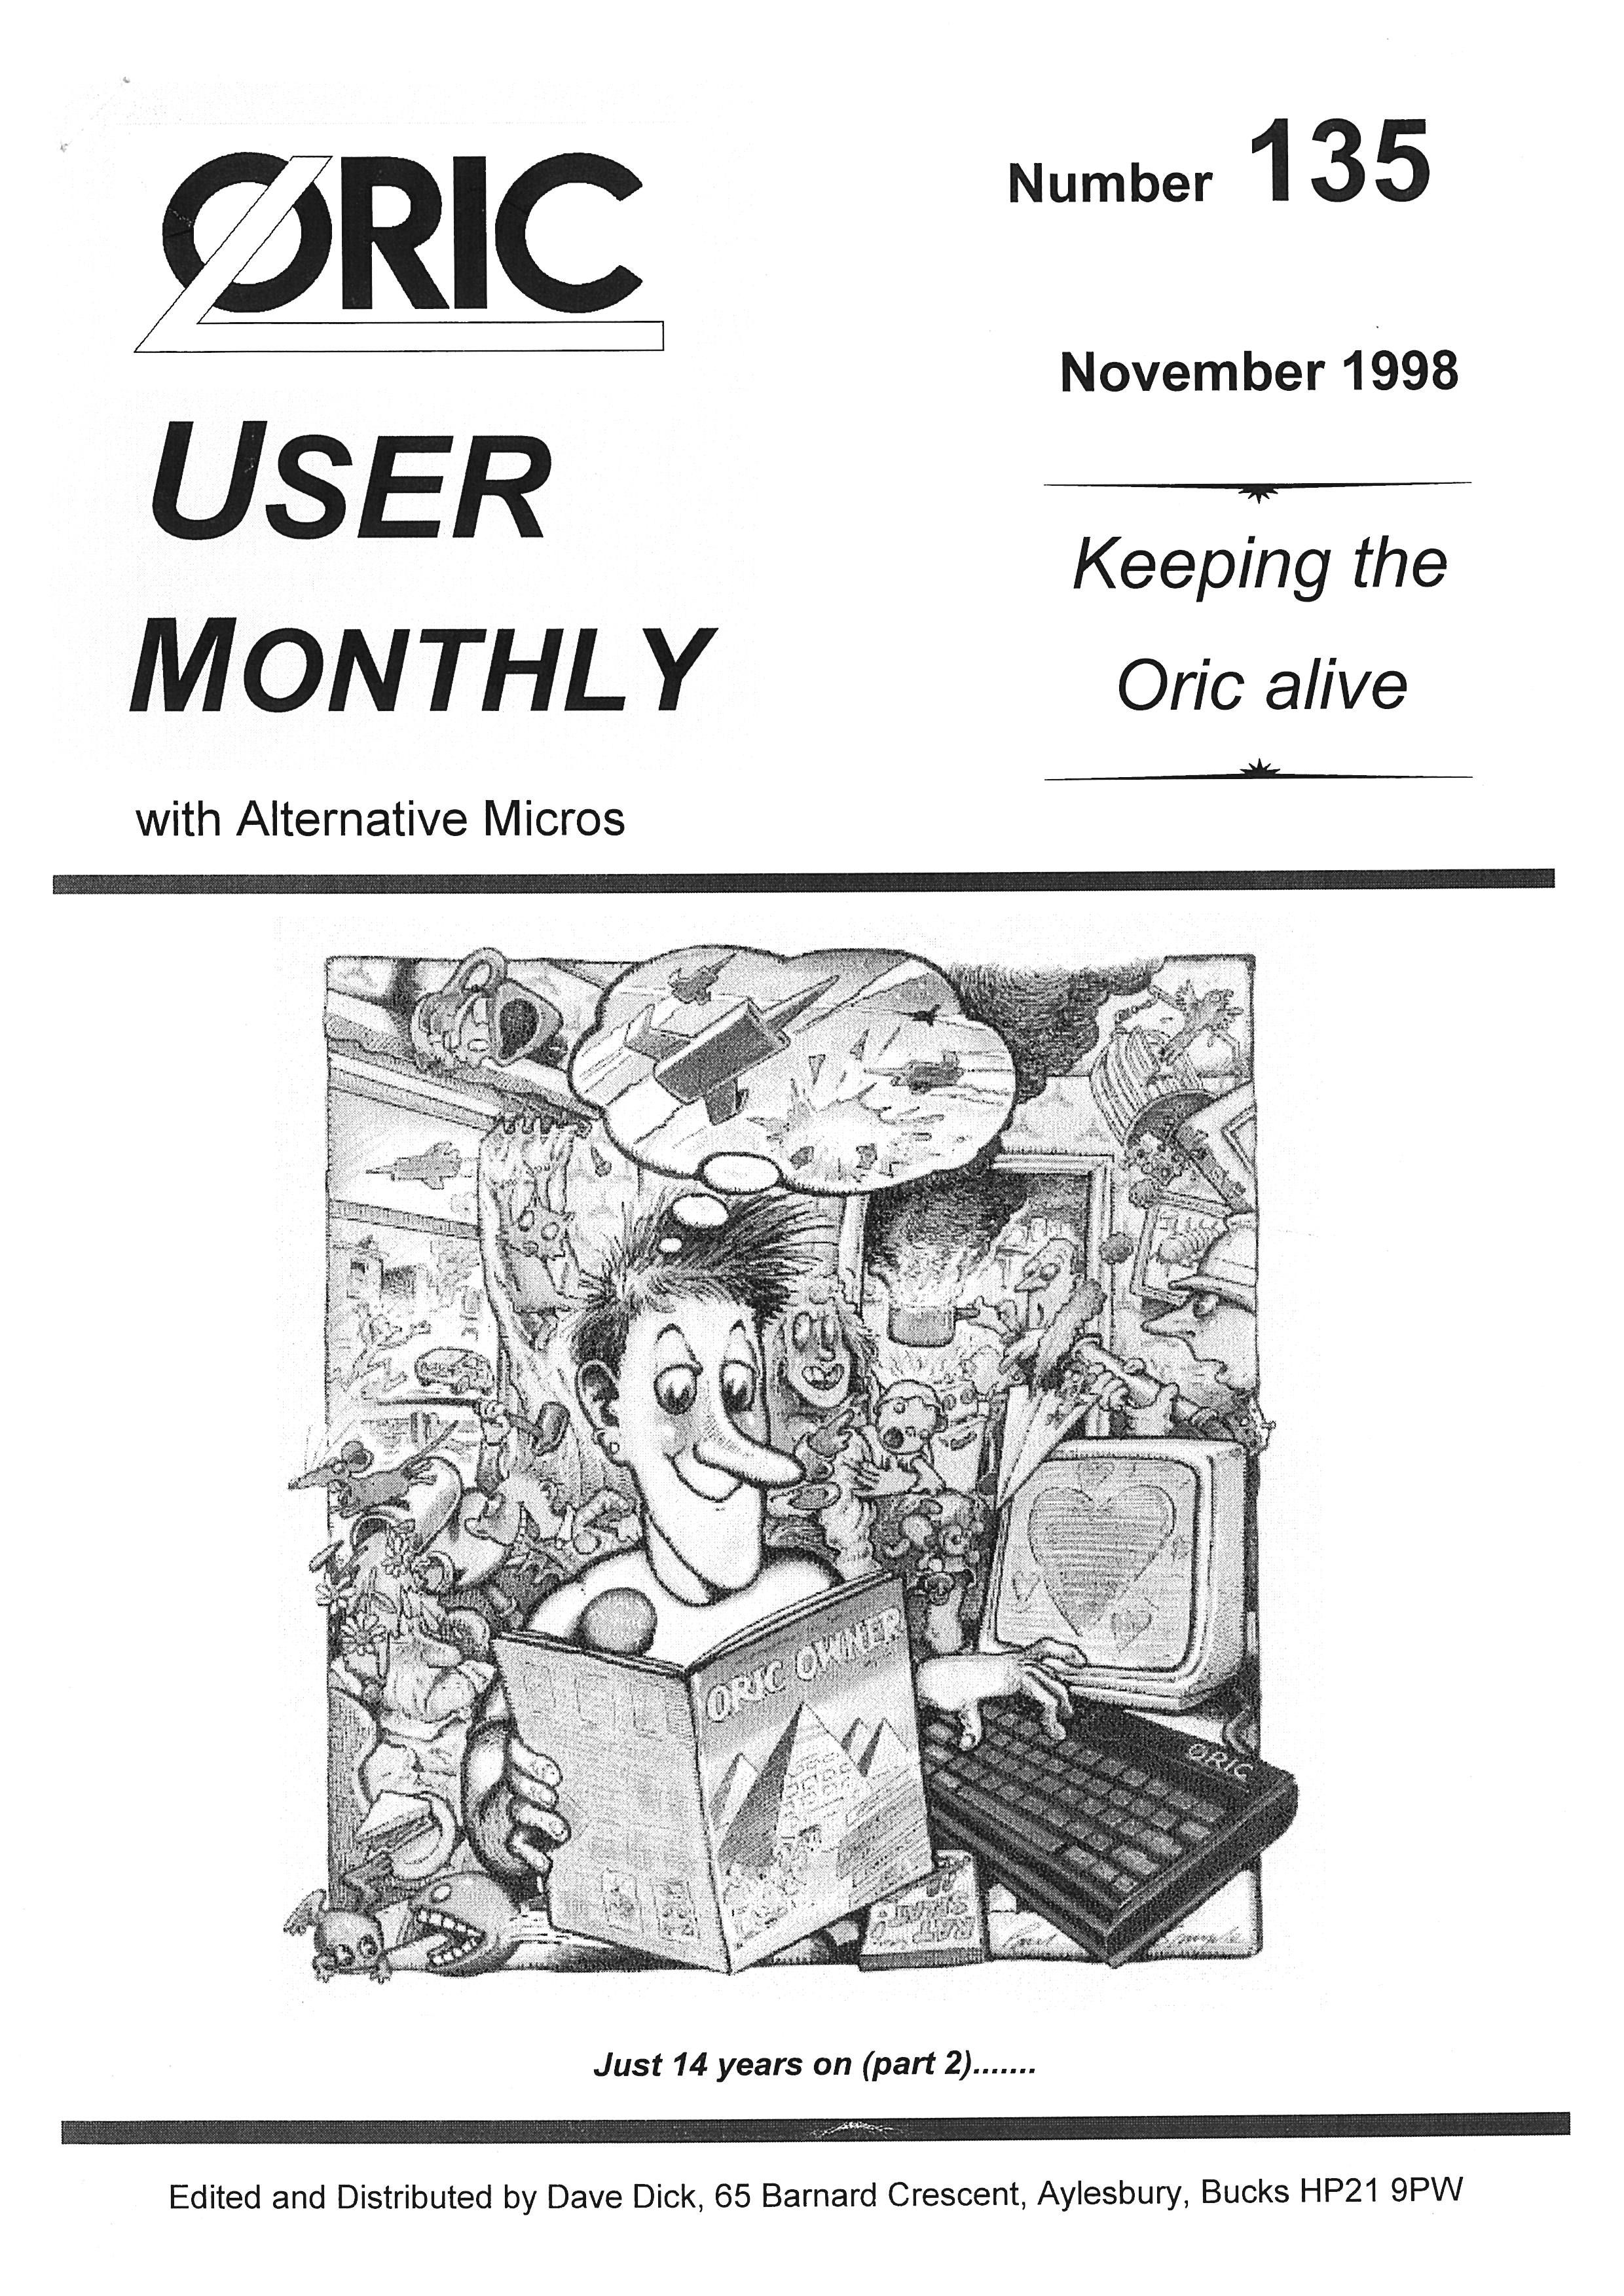 ORIC
USER
MONTHLY
with Alternative Micros
Number 135
November 1998
Keeping the
Oric alive
ORIC OWNER
ORIC
Just 14 years on (part 2).......
Edited and Distributed by Dave Dick, 65 Barnard Crescent, Aylesbury, Bucks HP21 9PW